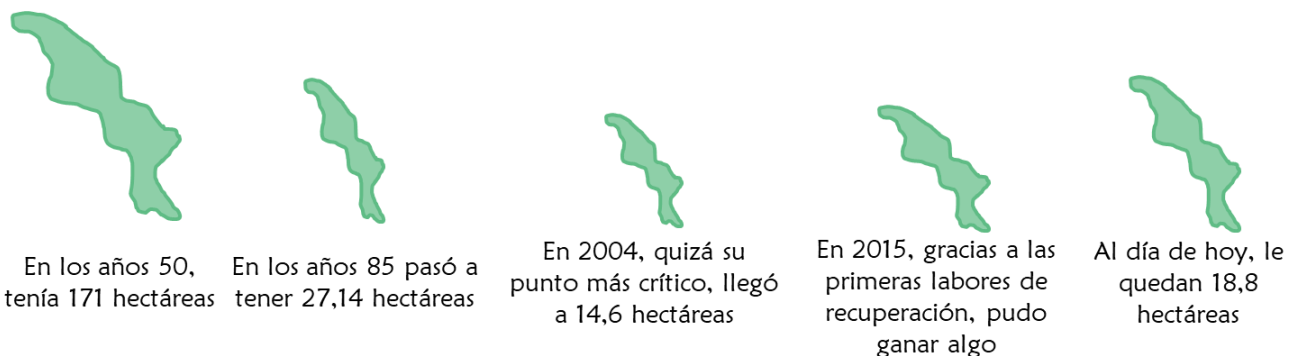 En los años 50,
tenía 171 hectáreas
En los años 85 pasó a
tener 27,14 hectáreas
En 2004, quizá su
punto más crítico, llegó
a 14,6 hectáreas
En 2015, gracias a las
primeras labores de
recuperación, pudo
ganar algo
Al día de hoy, le
quedan 18,8
hectáreas